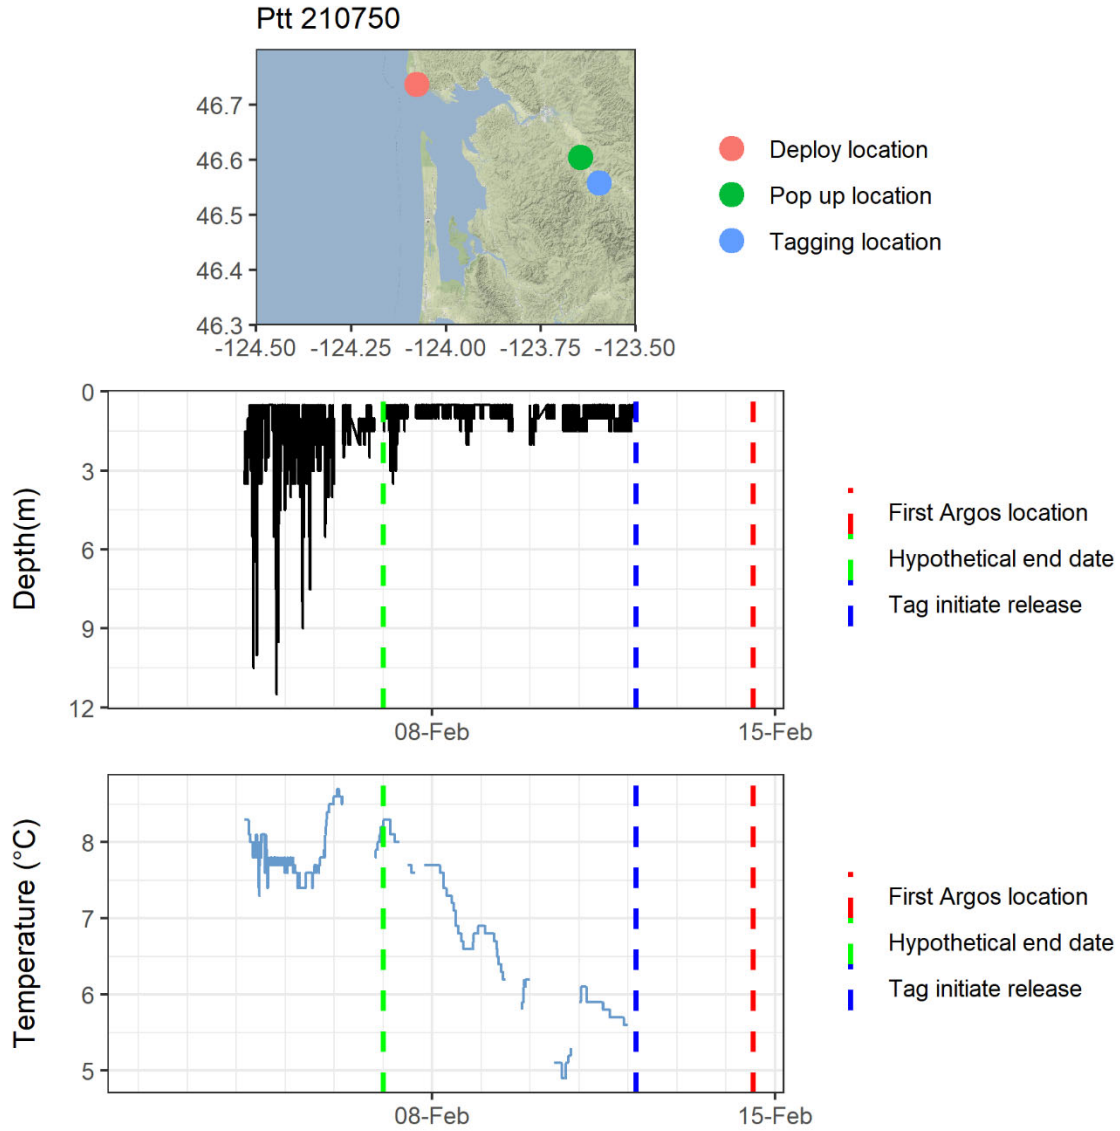 Ptt 210750
46.7
46.6
46.5
46.4
46.3
-124.50 -124.25 -124.00 -123.75 -123.50
Deploy location
Pop up location
Tagging location
Depth(m)
0
3
6
9
12
08-Feb 15-Feb
First Argos location
Hypothetical end date
Tag initiate release
Temperature (°C)
8
7
6
5
08-Feb 15-Feb
First Argos location
Hypothetical end date
Tag initiate release